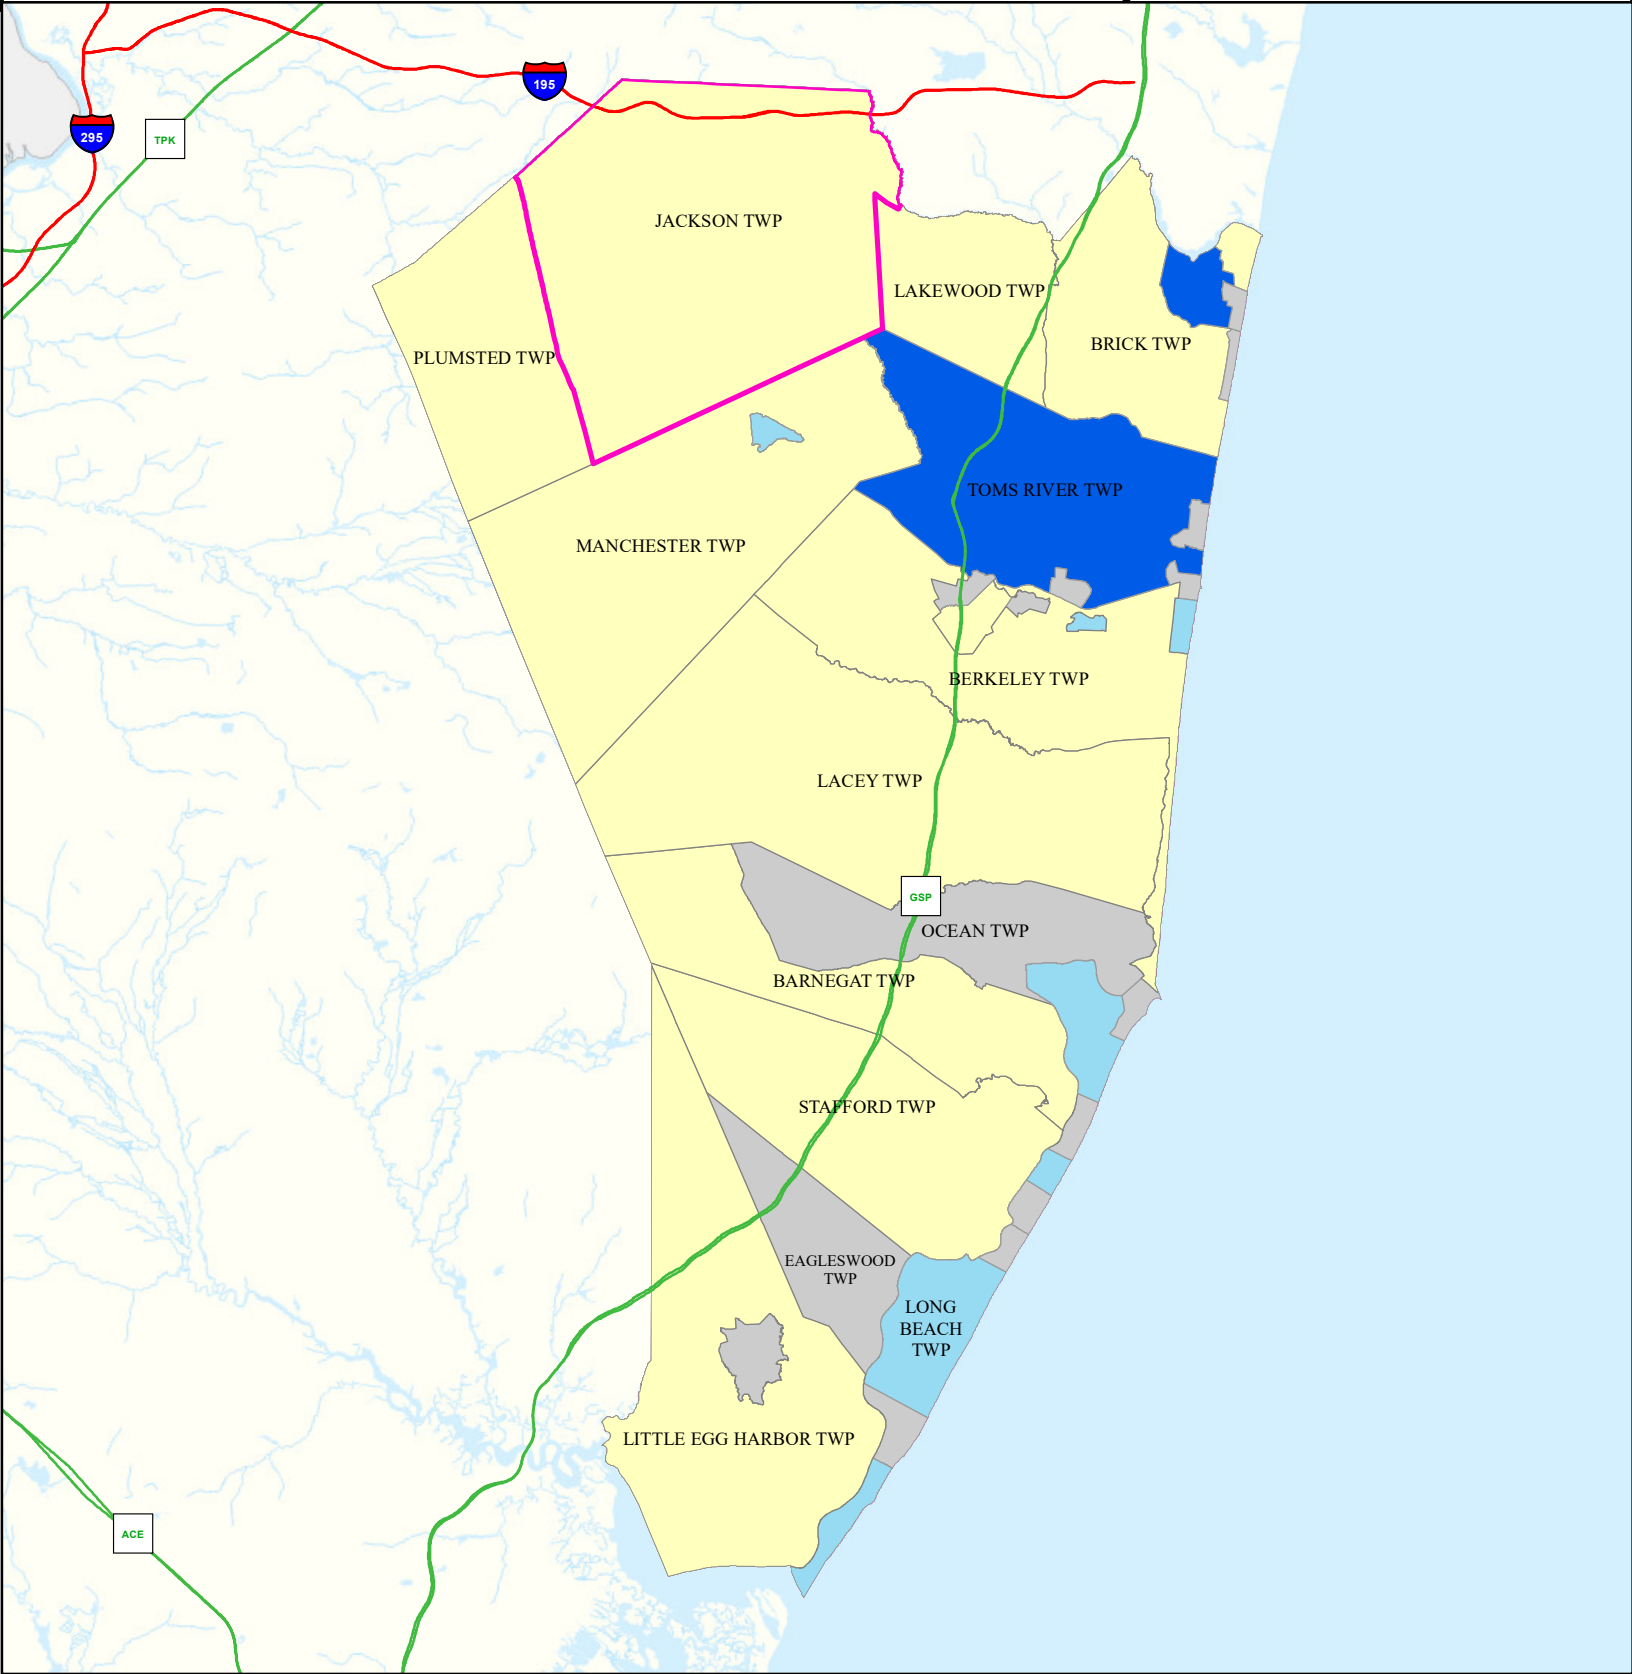 195
295
TPK
JACKSON TWP
LAKEWOOD TWP
BRICK TWP
PLUMSTED TWP
TOMS RIVER TWP
MANCHESTER TWP
BERKELEY TWP
LACEY TWP
GSP
OCEAN TWP
BARNEGAT TWP
STAFFORD TWP
EAGLESWOOD
TWP
LONG
BEACH
TWP
LITTLE EGG HARBOR TWP
ACE